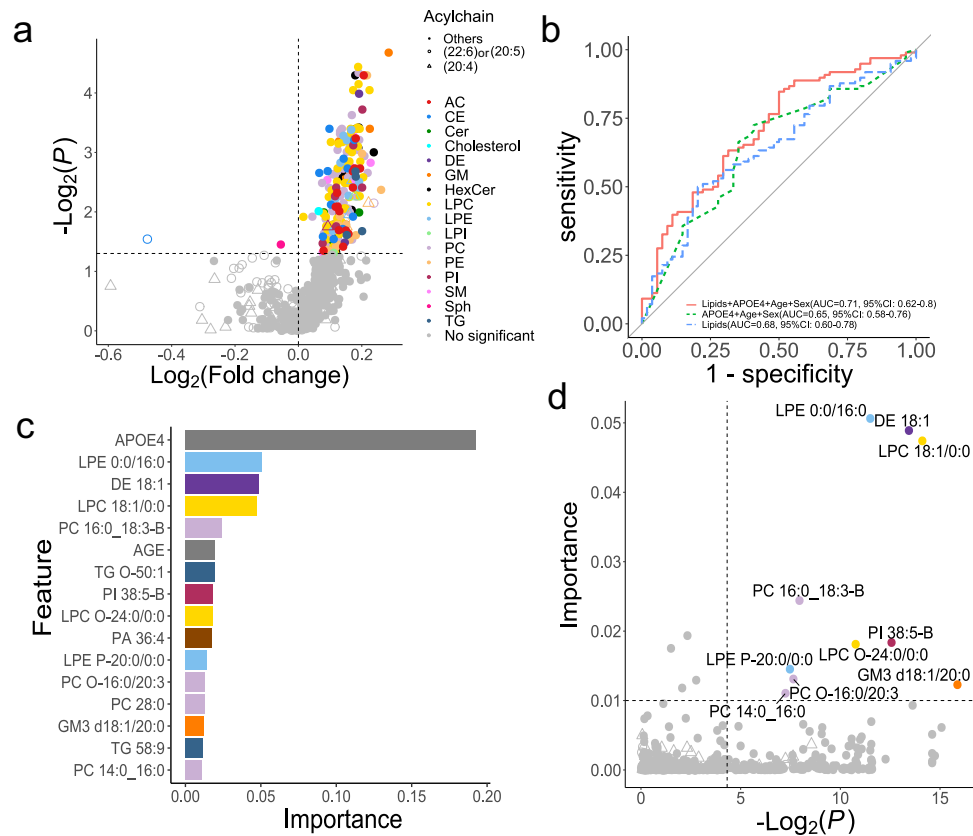 a
-Log2(P)
4
3
2
1
0
-0.6
-0.4
-0.2
0.0
0.2
Log2(Fold change)
Acylchain
Others
(22:6)or(20:5)
(20:4)
AC
CE
Cer
Cholesterol
DE
GM
HexCer
LPC
LPE
LPI
PC
PE
PI
SM
Sph
TG
No significant
b
sensitivity
1.00
0.75
0.50
0.25
0.00
Lipids+APOE4+Age+Sex(AUC=0.71, 95%CI: 0.62-0.8)
APOE4+Age+Sex(AUC=0.65, 95%CI: 0.58-0.76)
Lipids(AUC=0.68, 95%CI: 0.60-0.78)
0.00
0.25
0.50
0.75
1.00
1 - specificity
c
Feature
APOE4
LPE 0:0/16:0
DE 18:1
LPC 18:1/0:0
PC 16:0_18:3-B
AGE
TG O-50:1
PI 38:5-B
LPC O-24:0/0:0
PA 36:4
LPE P-20:0/0:0
PC O-16:0/20:3
PC 28:0
GM3 d18:1/20:0
TG 58:9
PC 14:0_16:0
0.00
0.05
0.10
0.15
0.20
Importance
d
Importance
0.05
0.04
0.03
0.02
0.01
0.00
LPE 0:0/16:0
DE 18:1
LPC 18:1/0:0
PC 16:0_18:3-B
PI 38:5-B
LPC O-24:0/0:0
LPE P-20:0/0:0
GM3 d18:1/20:0
PC O-16:0/20:3
PC 14:0_16:0
0
5
10
15
-Log2(P)